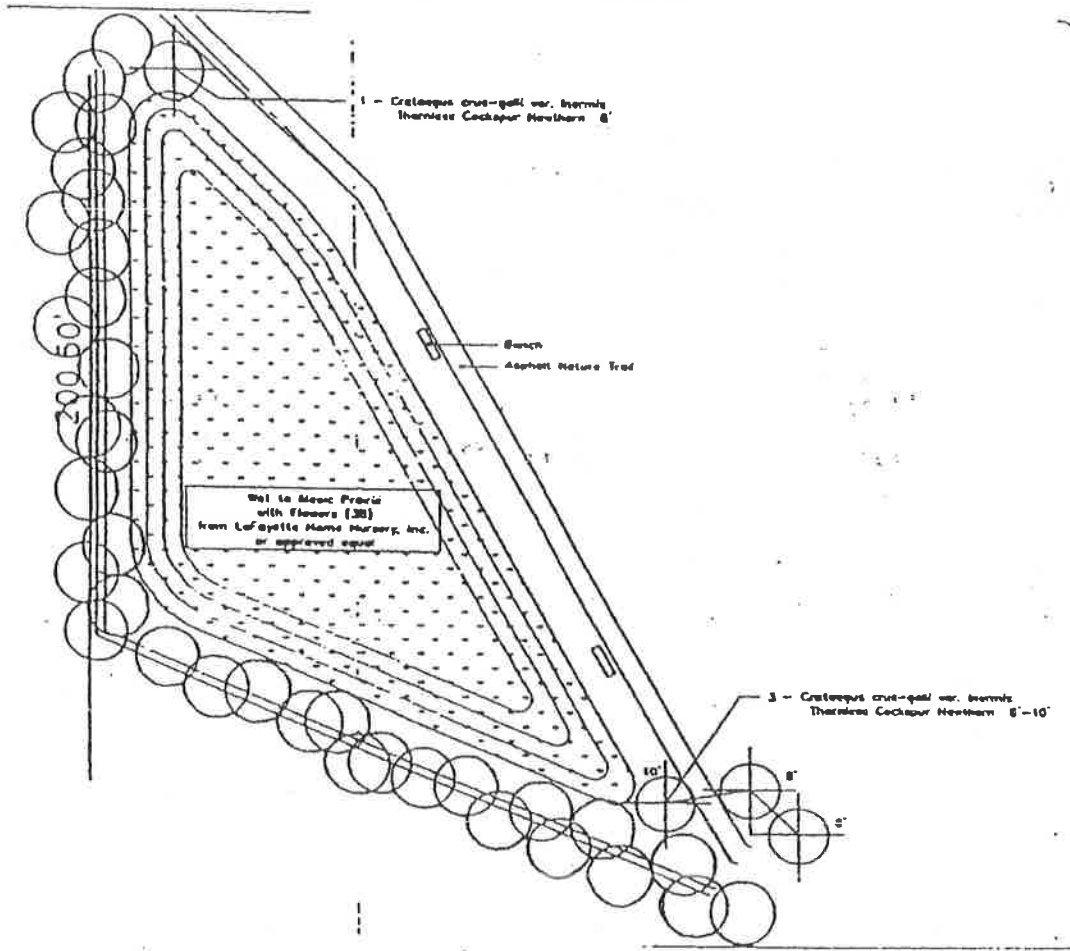 1 - Crataegus crus-galli var. Inermis
Thornless Cockspur Hawthorn 8'
200.60'
Bench
Asphalt Nature Trail
Wet to Mesic Prairie
with Flowers (38)
from LaFayette Home Nursery, Inc.
or approved equal
3 - Crataegus crus-galli var. Inermis
Thornless Cockspur Hawthorn 8'-10'
10'
8'